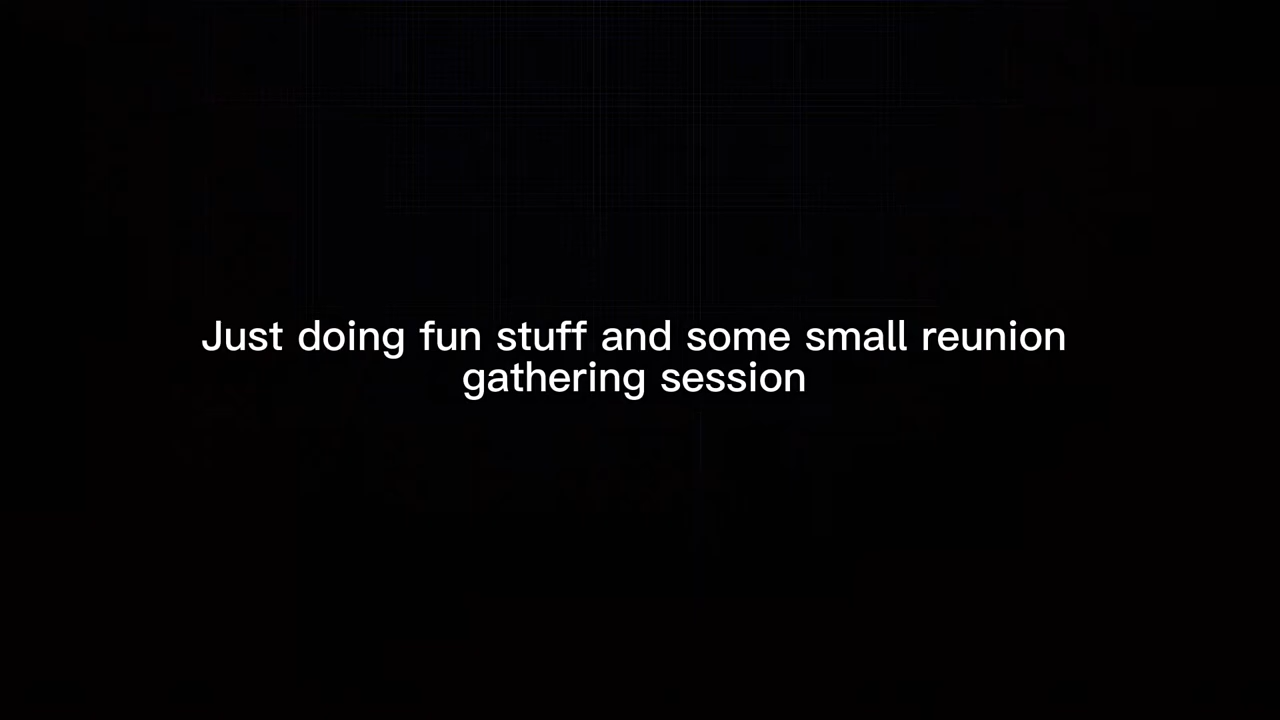 Just doing fun stuff and some small reunion
gathering session